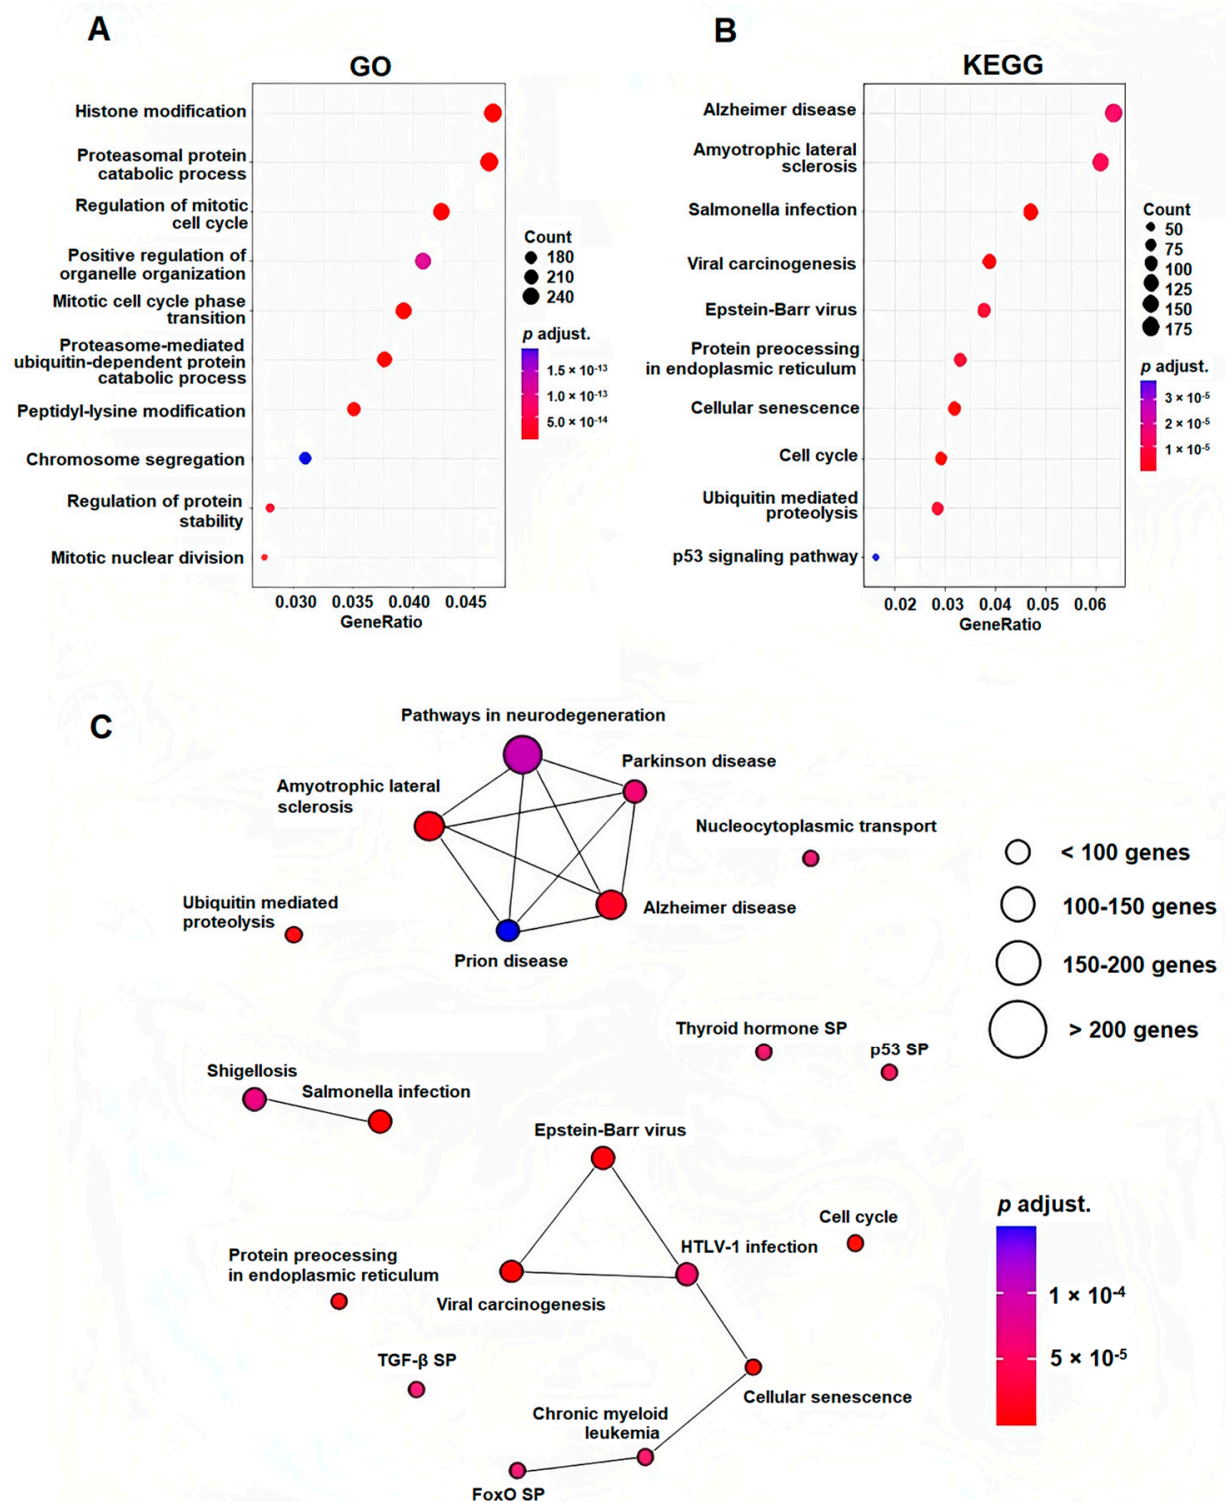 A
GO
Histone modification
Proteasomal protein
catabolic process
Regulation of mitotic
cell cycle
Positive regulation of
organelle organization
Mitotic cell cycle phase
transition
Proteasome-mediated
ubiquitin-dependent protein
catabolic process
Peptidyl-lysine modification
Chromosome segregation
Regulation of protein
stability
Mitotic nuclear division
0.030 0.035 0.040 0.045
GeneRatio
Count
180
210
240
p adjust.
1.5 × 10⁻¹³
1.0 × 10⁻¹³
5.0 × 10⁻¹⁴
B
KEGG
Alzheimer disease
Amyotrophic lateral
sclerosis
Salmonella infection
Viral carcinogenesis
Epstein-Barr virus
Protein preocessing
in endoplasmic reticulum
Cellular senescence
Cell cycle
Ubiquitin mediated
proteolysis
p53 signaling pathway
0.02 0.03 0.04 0.05 0.06
GeneRatio
Count
50
75
100
125
150
175
p adjust.
3 × 10⁻⁵
2 × 10⁻⁵
1 × 10⁻⁵
C
Pathways in neurodegeneration
Parkinson disease
Amyotrophic lateral
sclerosis
Nucleocytoplasmic transport
Ubiquitin mediated
proteolysis
Alzheimer disease
Prion disease
< 100 genes
100-150 genes
150-200 genes
> 200 genes
Thyroid hormone SP
p53 SP
Shigellosis
Salmonella infection
Epstein-Barr virus
Cell cycle
HTLV-1 infection
Protein preocessing
in endoplasmic reticulum
Viral carcinogenesis
TGF-β SP
Cellular senescence
Chronic myeloid
leukemia
FoxO SP
p adjust.
1 × 10⁻⁴
5 × 10⁻⁵